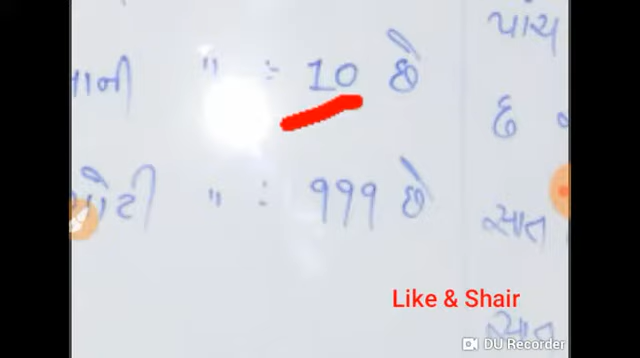 નાની " :- 10 છે
મોટી " :- 999 છે
પાંચ
છ
સાત
સાત
Like & Shair
DU Recorder